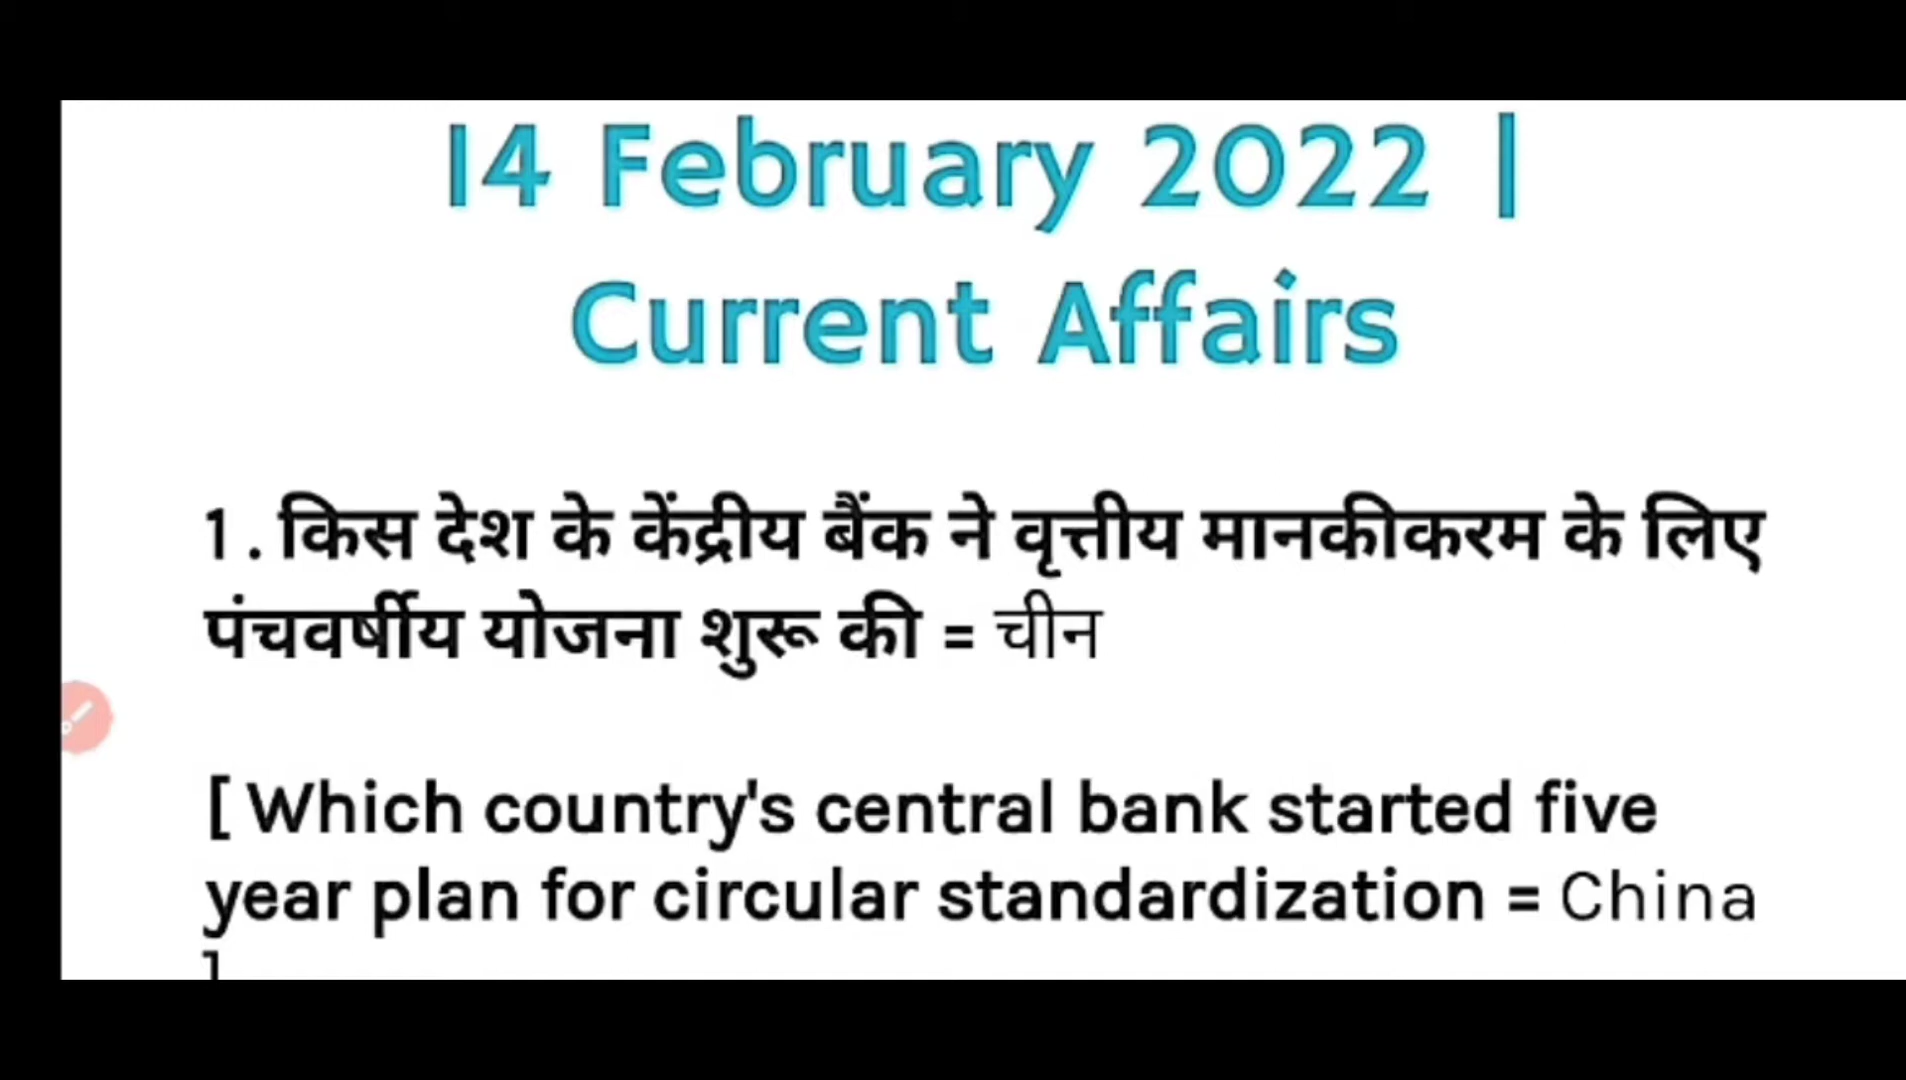 14 February 2022 |
Current Affairs
1. किस देश के केंद्रीय बैंक ने वृत्तीय मानकीकरम के लिए
पंचवर्षीय योजना शुरू की = चीन
[ Which country's central bank started five
year plan for circular standardization = China
]